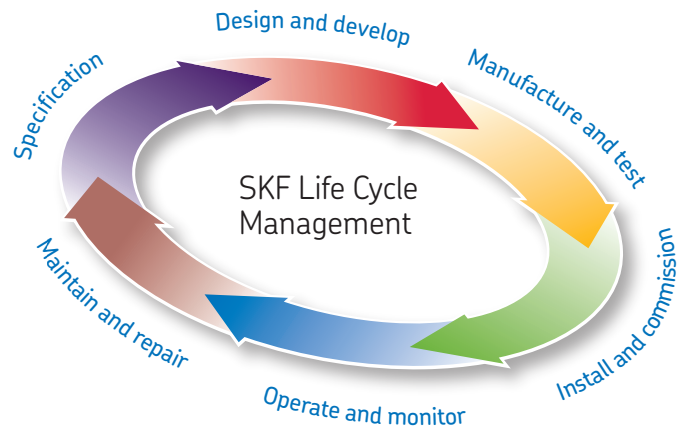 Design and develop
Manufacture and test
Install and commission
Operate and monitor
Maintain and repair
Specification
SKF Life Cycle
Management